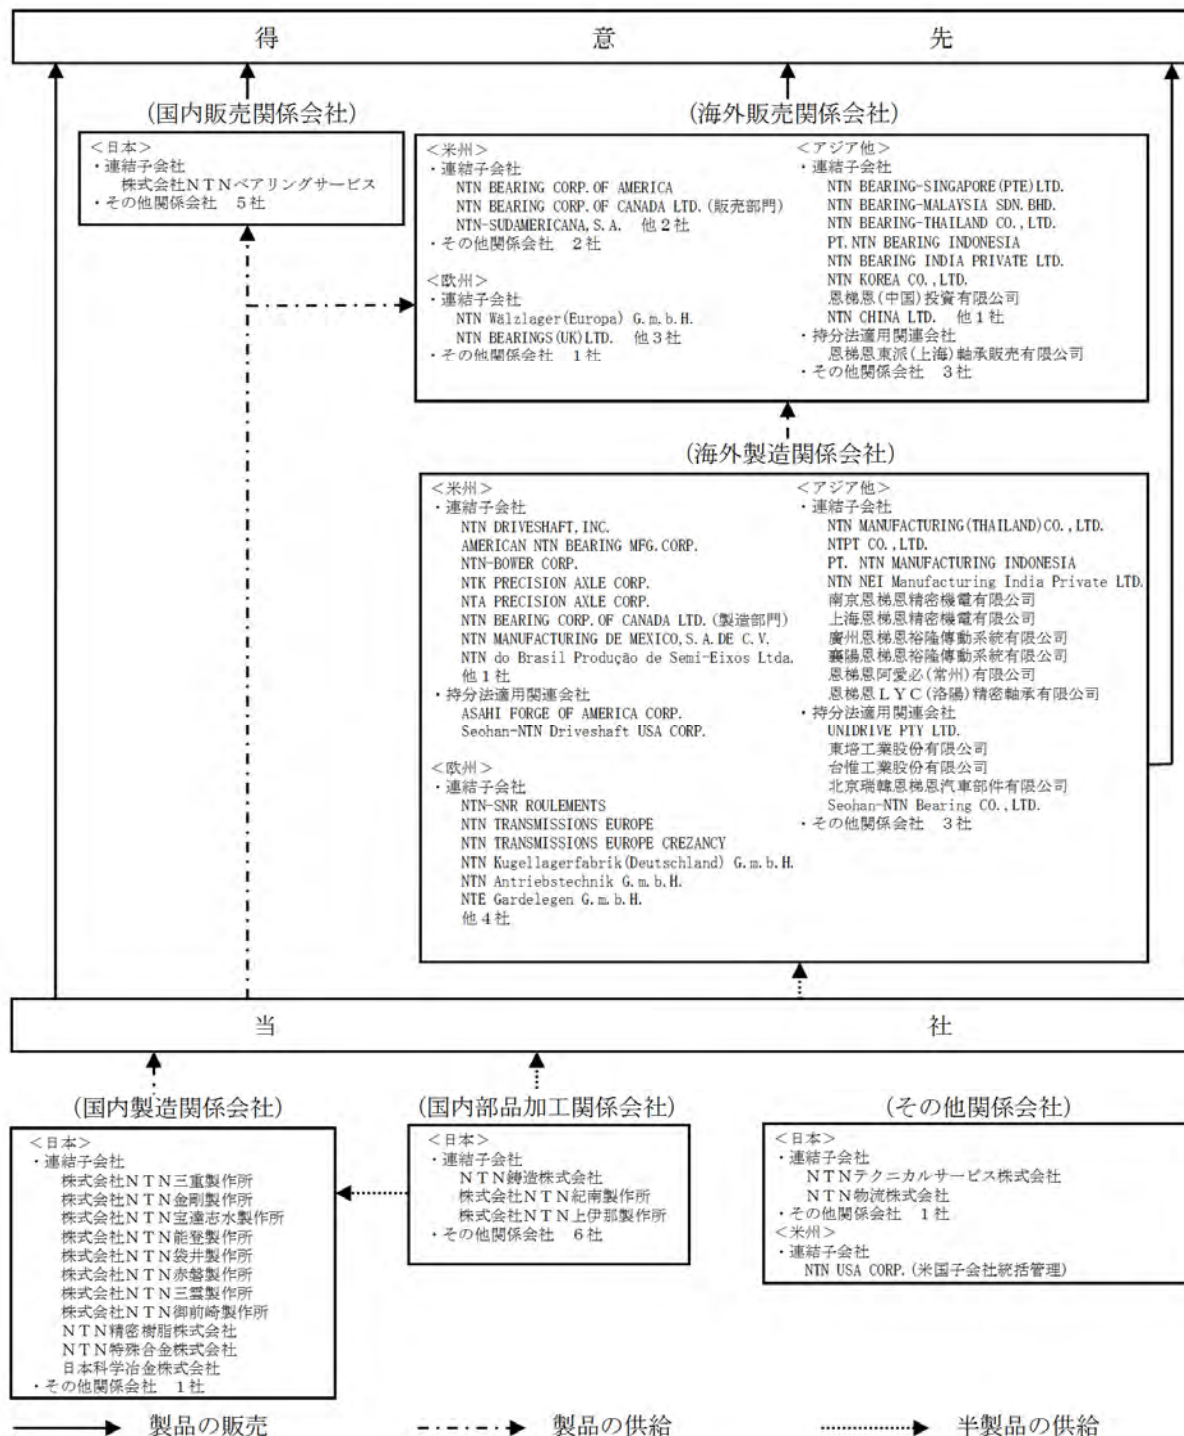 得意先
(国内販売関係会社)
<日本>
・連結子会社
株式会社NTNベアリングサービス
・その他関係会社 5社
(海外販売関係会社)
<米州>
・連結子会社
NTN BEARING CORP.OF AMERICA
NTN BEARING CORP.OF CANADA LTD.(販売部門)
NTN-SUDAMERICANA,S.A. 他2社
・その他関係会社 2社
<欧州>
・連結子会社
NTN Wälzlager(Europa) G.m.b.H.
NTN BEARINGS(UK)LTD. 他3社
・その他関係会社 1社
<アジア他>
・連結子会社
NTN BEARING-SINGAPORE(PTE)LTD.
NTN BEARING-MALAYSIA SDN.BHD.
NTN BEARING-THAILAND CO.,LTD.
PT.NTN BEARING INDONESIA
NTN BEARING INDIA PRIVATE LTD.
NTN KOREA CO.,LTD.
恩梯恩(中国)投資有限公司
NTN CHINA LTD. 他1社
・持分法適用関連会社
恩梯恩東派(上海)軸承販売有限公司
・その他関係会社 3社
(海外製造関係会社)
<米州>
・連結子会社
NTN DRIVESHAFT,INC.
AMERICAN NTN BEARING MFG.CORP.
NTN-BOWER CORP.
NTK PRECISION AXLE CORP.
NTA PRECISION AXLE CORP.
NTN BEARING CORP.OF CANADA LTD.(製造部門)
NTN MANUFACTURING DE MEXICO,S.A.DE C.V.
NTN do Brasil Produção de Semi-Eixos Ltda.
他1社
・持分法適用関連会社
ASAHI FORGE OF AMERICA CORP.
Seohan-NTN Driveshaft USA CORP.
<欧州>
・連結子会社
NTN-SNR ROULEMENTS
NTN TRANSMISSIONS EUROPE
NTN TRANSMISSIONS EUROPE CREZANCY
NTN Kugellagerfabrik(Deutschland) G.m.b.H.
NTN Antriebstechnik G.m.b.H.
NTE Gardelegen G.m.b.H.
他4社
<アジア他>
・連結子会社
NTN MANUFACTURING(THAILAND)CO.,LTD.
NTPT CO.,LTD.
PT. NTN MANUFACTURING INDONESIA
NTN NEI Manufacturing India Private LTD.
南京恩梯恩精密機電有限公司
上海恩梯恩精密機電有限公司
廣州恩梯恩裕隆傳動系統有限公司
襄陽恩梯恩裕隆傳動系統有限公司
恩梯恩阿愛必(常州)有限公司
恩梯恩LYC(洛陽)精密軸承有限公司
・持分法適用関連会社
UNIDRIVE PTY LTD.
東培工業股份有限公司
台惟工業股份有限公司
北京瑞韓恩梯恩汽車部件有限公司
Seohan-NTN Bearing CO.,LTD.
・その他関係会社 3社
当社
(国内製造関係会社)
<日本>
・連結子会社
株式会社NTN三重製作所
株式会社NTN金剛製作所
株式会社NTN宝達志水製作所
株式会社NTN能登製作所
株式会社NTN袋井製作所
株式会社NTN赤磐製作所
株式会社NTN三雲製作所
株式会社NTN御前崎製作所
NTN精密樹脂株式会社
NTN特殊合金株式会社
日本科学冶金株式会社
・その他関係会社 1社
(国内部品加工関係会社)
<日本>
・連結子会社
NTN鋳造株式会社
株式会社NTN紀南製作所
株式会社NTN上伊那製作所
・その他関係会社 6社
(その他関係会社)
<日本>
・連結子会社
NTNテクニカルサービス株式会社
NTN物流株式会社
・その他関係会社 1社
<米州>
・連結子会社
NTN USA CORP.(米国子会社統括管理)
製品の販売
製品の供給
半製品の供給